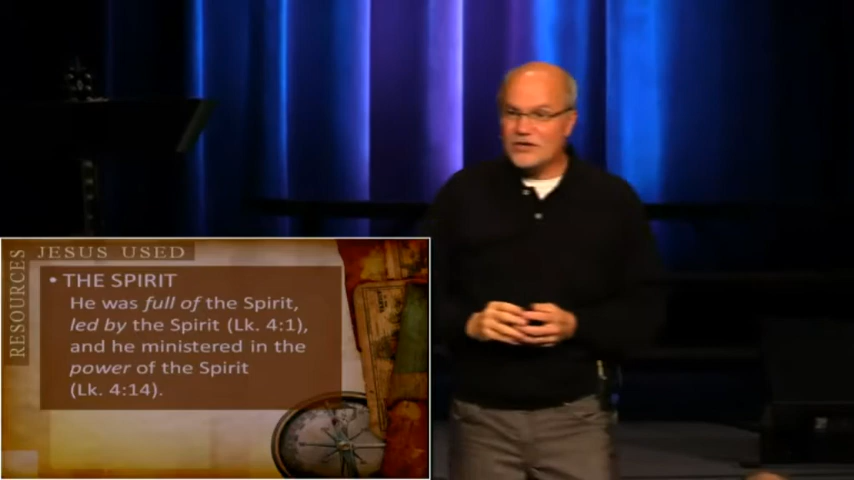 RESOURCES
JESUS USED
• THE SPIRIT
He was full of the Spirit,
led by the Spirit (Lk. 4:1),
and he ministered in the
power of the Spirit
(Lk. 4:14).